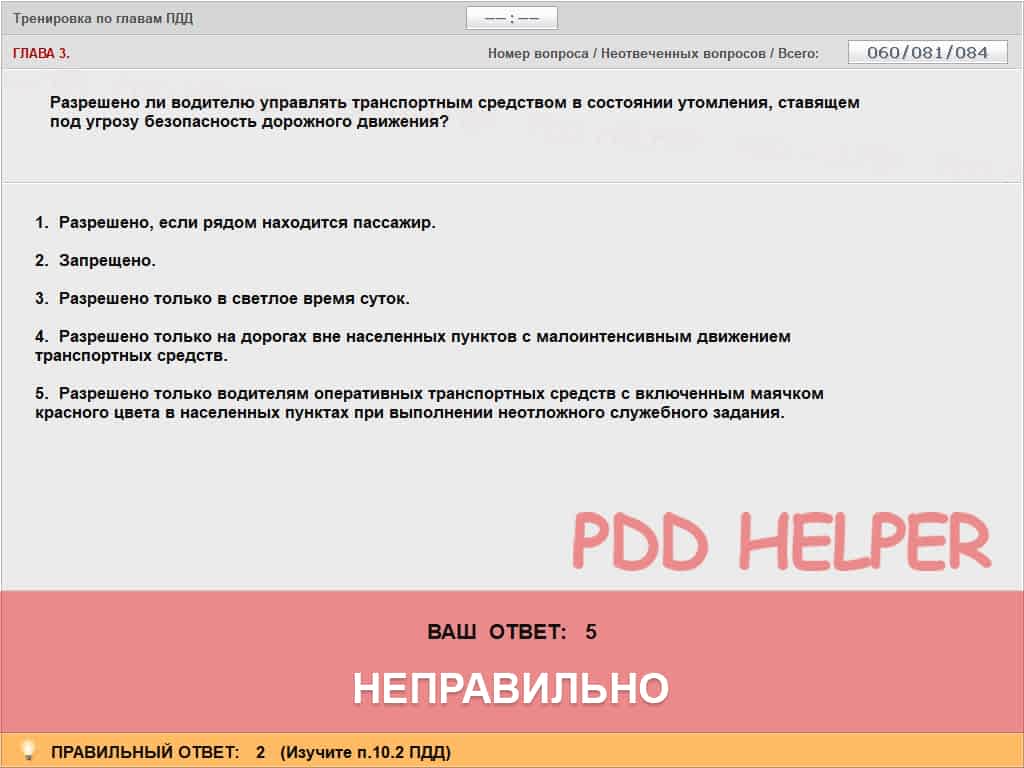 Тренировка по главам ПДД
–– : ––
ГЛАВА 3.
Номер вопроса / Неотвеченных вопросов / Всего:
060/081/084
Разрешено ли водителю управлять транспортным средством в состоянии утомления, ставящем
под угрозу безопасность дорожного движения?
1. Разрешено, если рядом находится пассажир.
2. Запрещено.
3. Разрешено только в светлое время суток.
4. Разрешено только на дорогах вне населенных пунктов с малоинтенсивным движением
транспортных средств.
5. Разрешено только водителям оперативных транспортных средств с включенным маячком
красного цвета в населенных пунктах при выполнении неотложного служебного задания.
PDD HELPER
ВАШ ОТВЕТ: 5
НЕПРАВИЛЬНО
ПРАВИЛЬНЫЙ ОТВЕТ: 2 (Изучите п.10.2 ПДД)